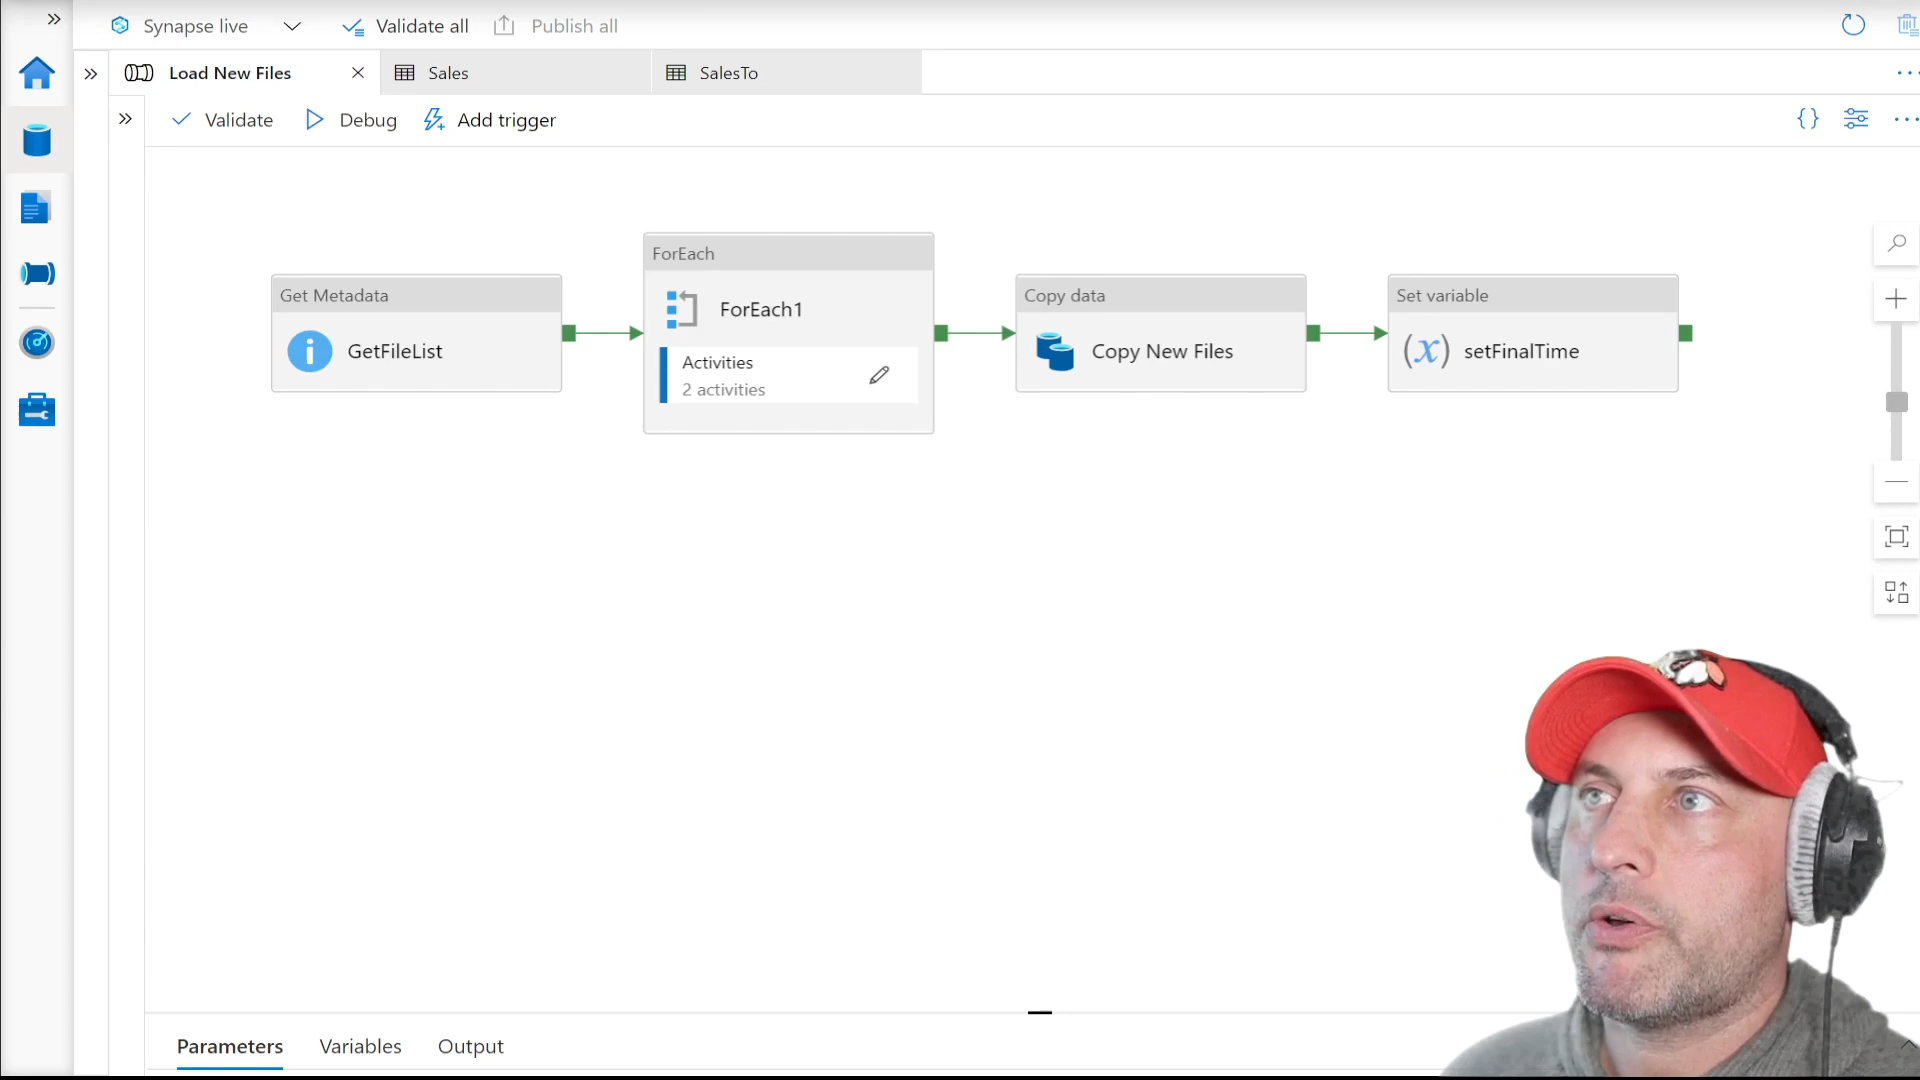 Synapse live
Validate all
Publish all
Load New Files
Sales
SalesTo
Validate
Debug
Add trigger
Get Metadata
GetFileList
ForEach
ForEach1
Activities
2 activities
Copy data
Copy New Files
Set variable
(x)
setFinalTime
Parameters
Variables
Output